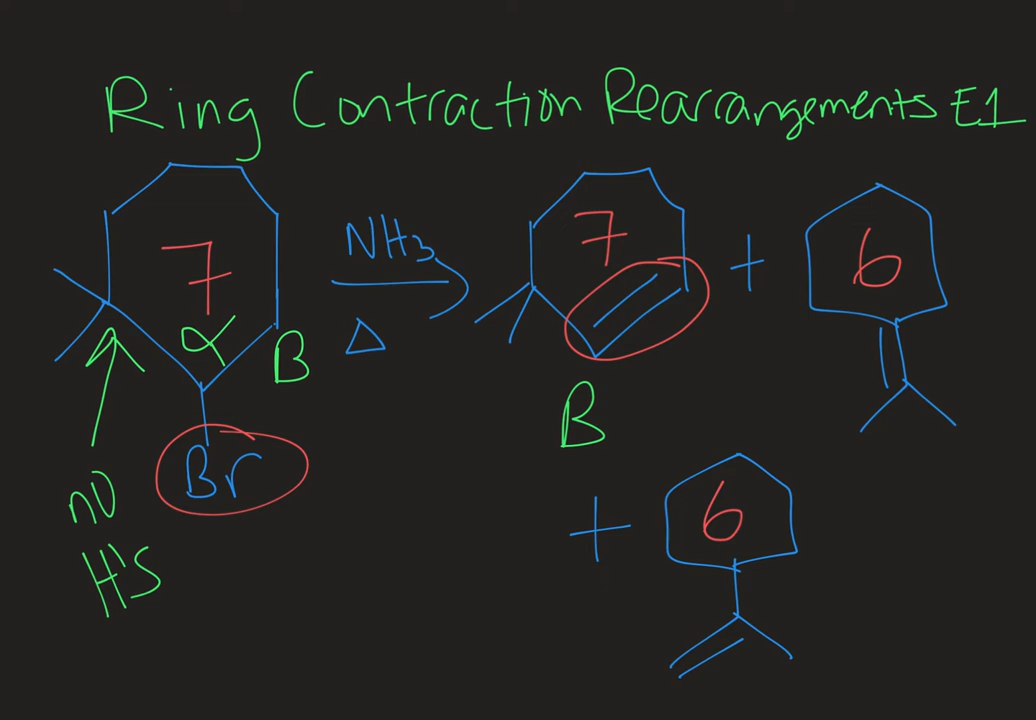 Ring Contraction Rearrangements E1
7
NH3
Δ
7
+
6
α
B
Br
B
no
H's
+
6